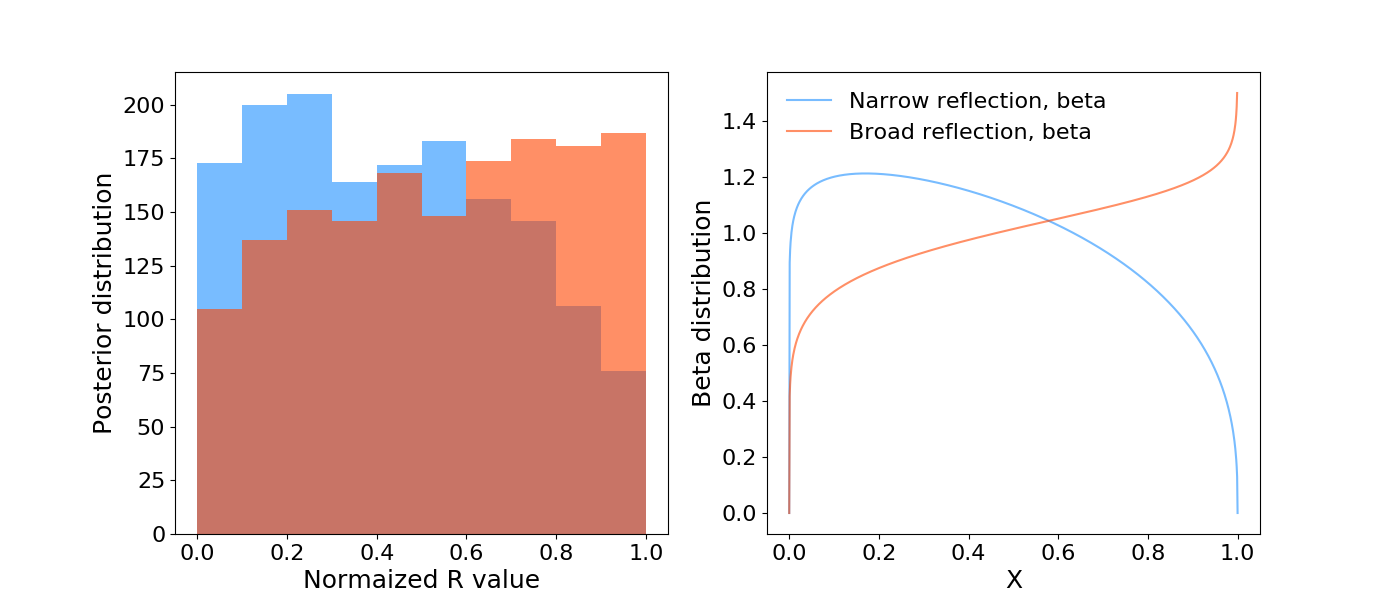 200
175
150
125
100
75
50
25
0
0.0 0.2 0.4 0.6 0.8 1.0
Normaized R value
Posterior distribution
Narrow reflection, beta
Broad reflection, beta
1.4
1.2
1.0
0.8
0.6
0.4
0.2
0.0
0.0 0.2 0.4 0.6 0.8 1.0
X
Beta distribution